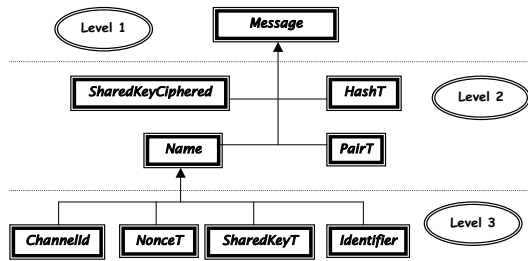 Level 1
Message
SharedKeyCiphered
HashT
Level 2
Name
PairT
Level 3
ChannelId
NonceT
SharedKeyT
Identifier